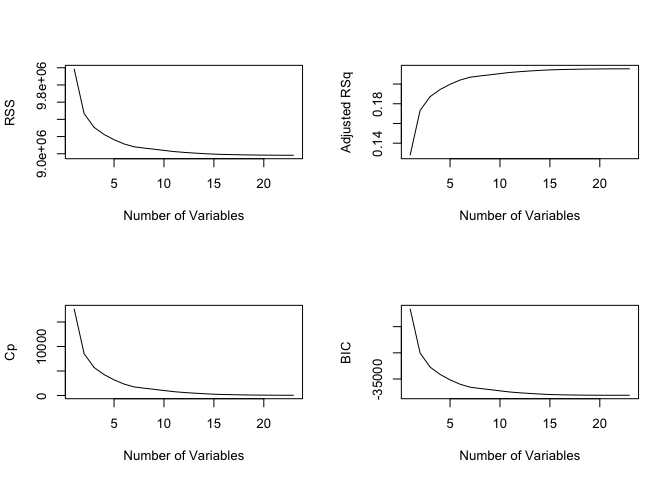 RSS
9.8e+06
9.0e+06
5 10 15 20
Number of Variables
Adjusted RSq
0.18
0.14
5 10 15 20
Number of Variables
Cp
10000
0
5 10 15 20
Number of Variables
BIC
-35000
5 10 15 20
Number of Variables